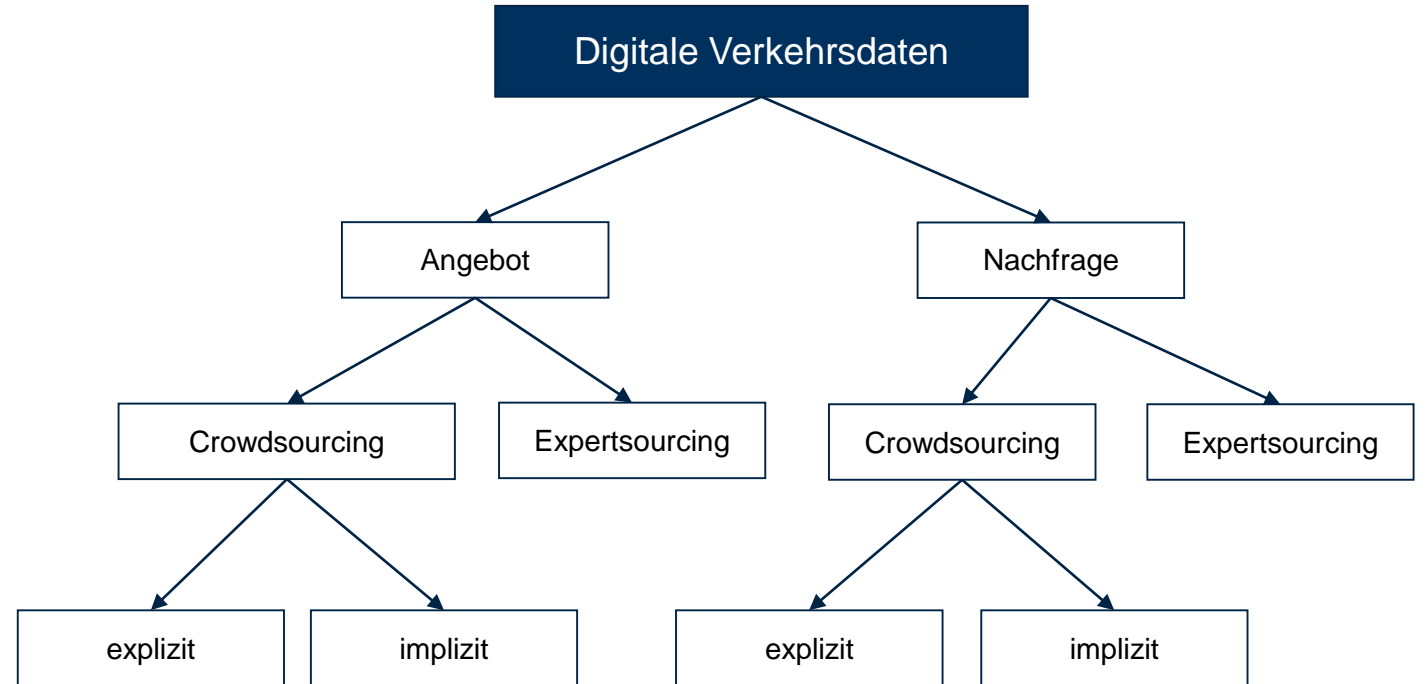 Digitale Verkehrsdaten
Angebot
Nachfrage
Crowdsourcing
Expertsourcing
Crowdsourcing
Expertsourcing
explizit
implizit
explizit
implizit